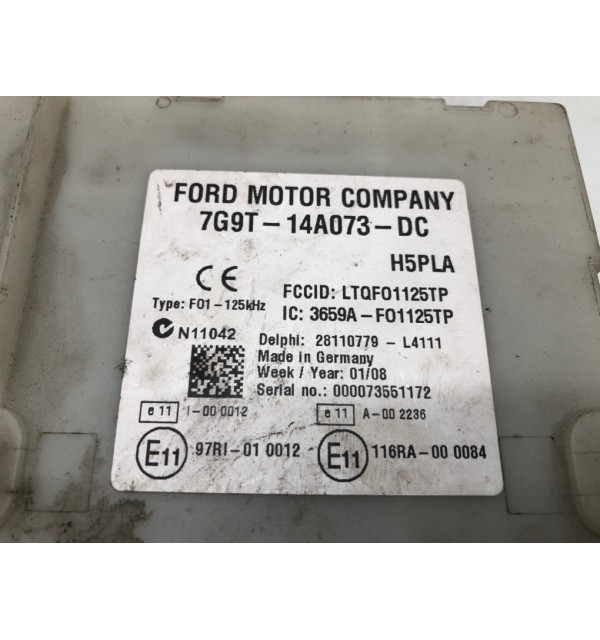 FORD MOTOR COMPANY
7G9T-14A073-DC
H5PLA
CE
FCCID: LTQFO1125TP
Type: FO1-125kHz
IC: 3659A-FO1125TP
N11042
Delphi: 28110779 - L4111
Made in Germany
Week / Year: 01/08
Serial no.: 000073551172
e 11 I-00 0012
e 11 A-00 2236
E11 97RI-01 0012
E11 116RA-00 0084